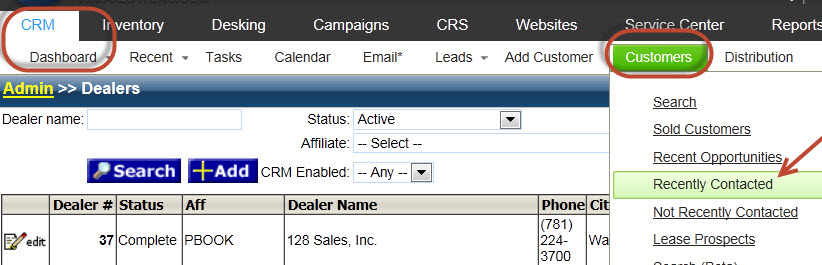 CRM Inventory Desking Campaigns CRS Websites Service Center Reports
Dashboard Recent Tasks Calendar Email* Leads Add Customer Customers Distribution
Admin >> Dealers
Dealer name: Status: Active
Affiliate: -- Select --
Search Add CRM Enabled: -- Any --
Dealer # Status Aff Dealer Name Phone Cit
edit 37 Complete PBOOK 128 Sales, Inc. (781) 224-3700 Wa
Search
Sold Customers
Recent Opportunities
Recently Contacted
Not Recently Contacted
Lease Prospects